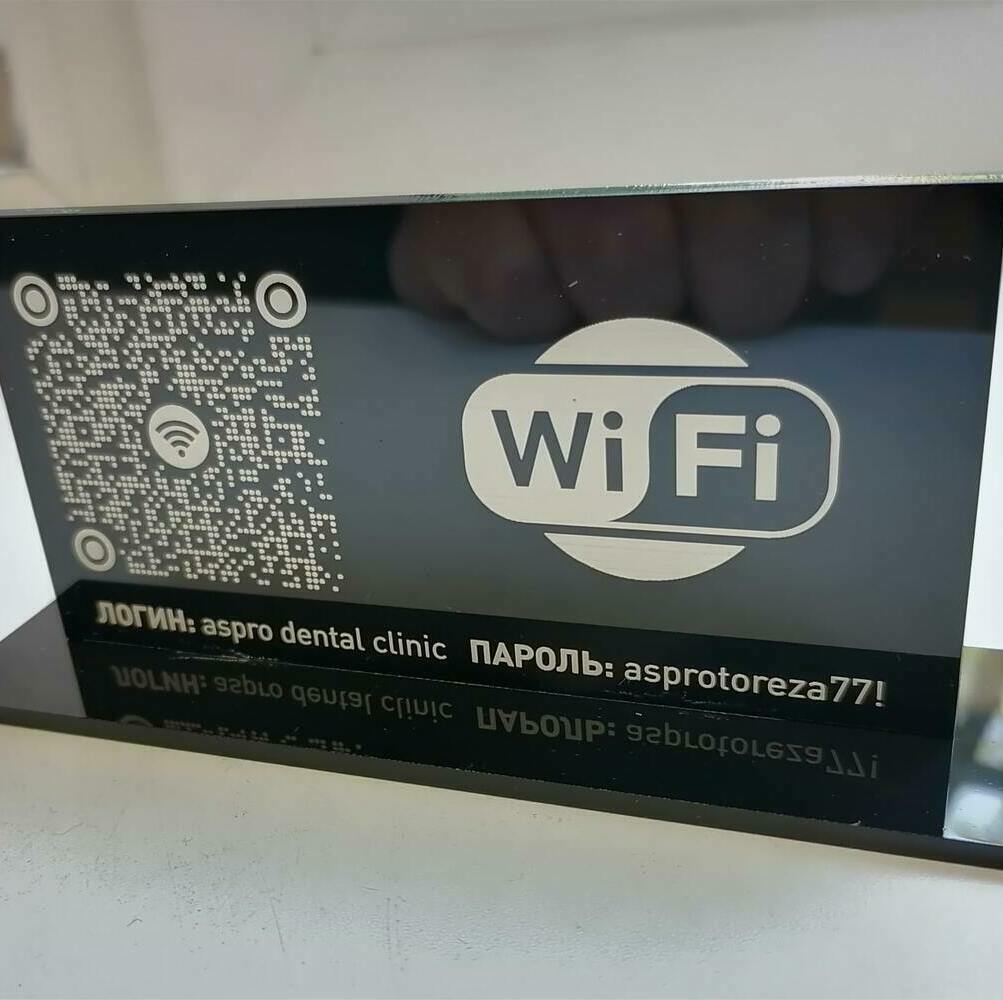 WiFi
ЛОГИН: aspro dental clinic ПАРОЛЬ: asprotoreza77!